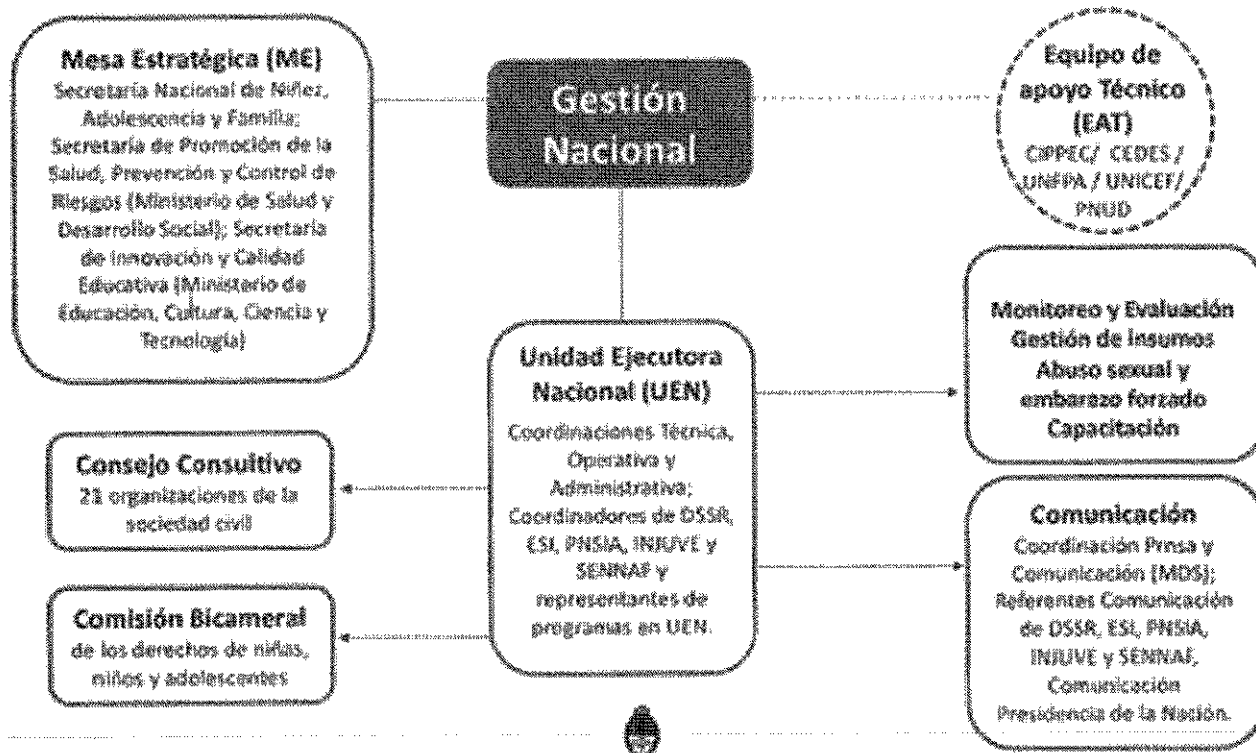 Mesa Estratégica (ME)
Secretaría Nacional de Niñez,
Adolescencia y Familia;
Secretaría de Promoción de la
Salud, Prevención y Control de
Riesgos (Ministerio de Salud y
Desarrollo Social); Secretaría
de Innovación y Calidad
Educativa (Ministerio de
Educación, Cultura, Ciencia y
Tecnología)
Gestión
Nacional
Equipo de
apoyo Técnico
(EAT)
CIPPEC/ CEDES /
UNFPA / UNICEF/
PNUD
Unidad Ejecutora
Nacional (UEN)
Coordinaciones Técnica,
Operativa y
Administrativa;
Coordinadores de DSSR,
ESI, PNSIA, INJUVE y
SENNAF y
representantes de
programas en UEN.
Monitoreo y Evaluación
Gestión de insumos
Abuso sexual y
embarazo forzado
Capacitación
Consejo Consultivo
21 organizaciones de la
sociedad civil
Comisión Bicameral
de los derechos de niñas,
niños y adolescentes
Comunicación
Coordinación Prnsa y
Comunicación (MDS);
Referentes Comunicación
de DSSR, ESI, PNSIA,
INJUVE y SENNAF,
Comunicación
Presidencia de la Nación.